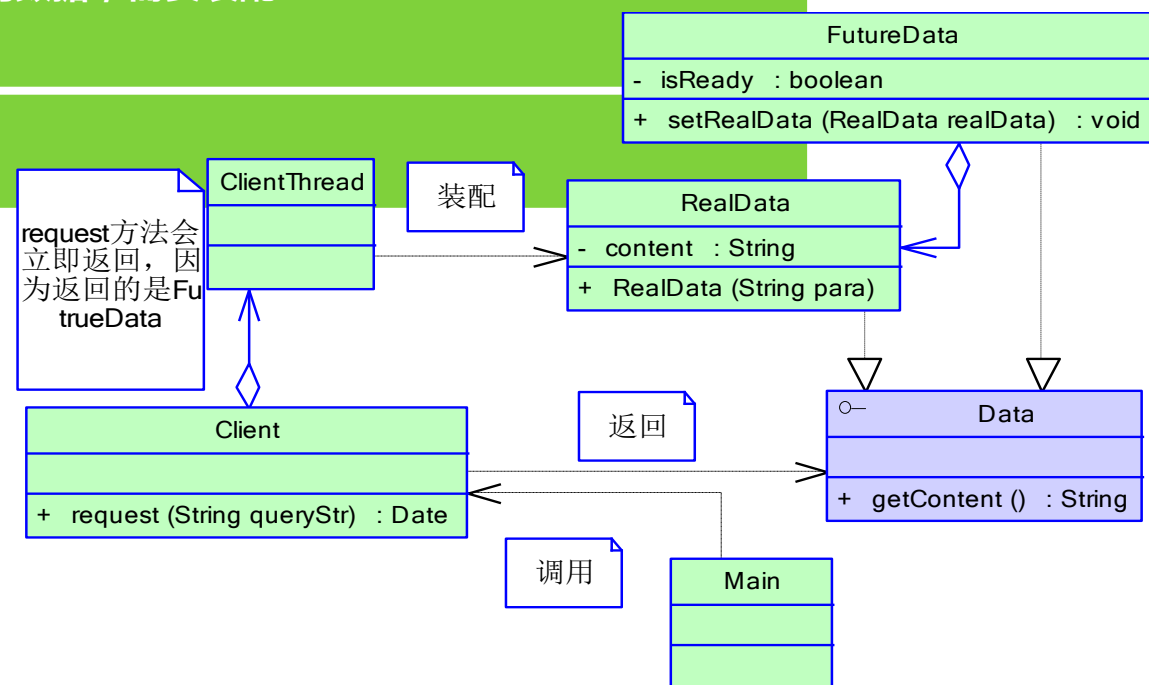 FutureData
- isReady : boolean
+ setRealData (RealData realData) : void
ClientThread
装配
RealData
- content : String
+ RealData (String para)
request方法会
立即返回，因
为返回的是Fu
trueData
Client
+ request (String queryStr) : Date
返回
Data
+ getContent () : String
调用
Main